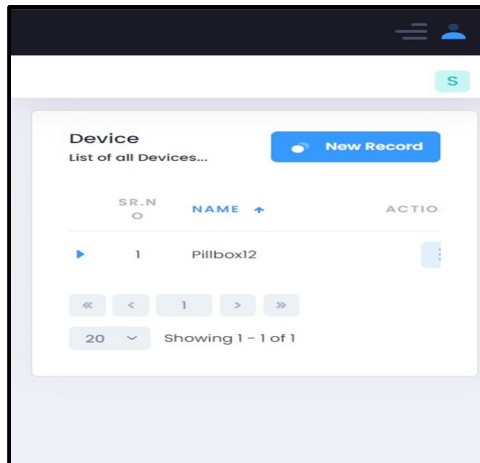 S
Device
New Record
List of all Devices...
SR.N
O
NAME
ACTIO
1 Pillbox12
« < 1 > »
20 Showing 1 - 1 of 1